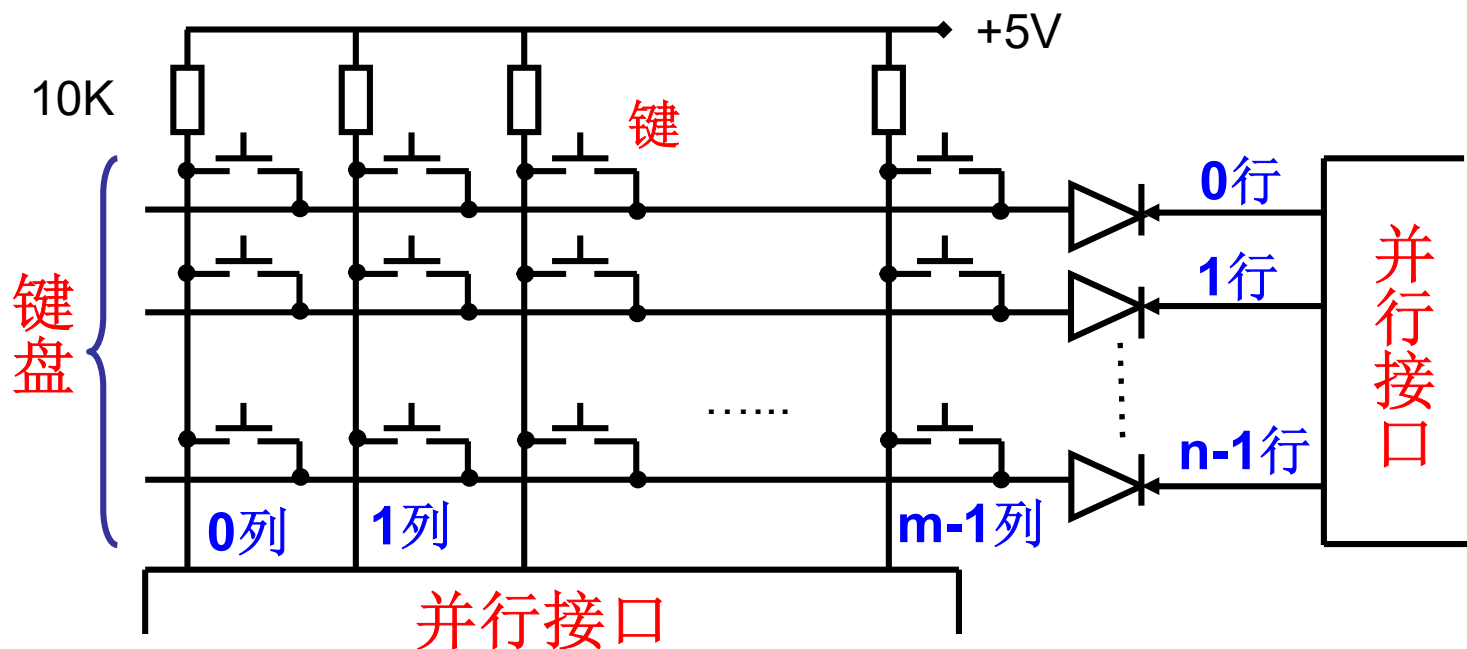 +5V
10K
键
0行
1行
键盘
并行接口
......
n-1行
0列
1列
m-1列
并行接口